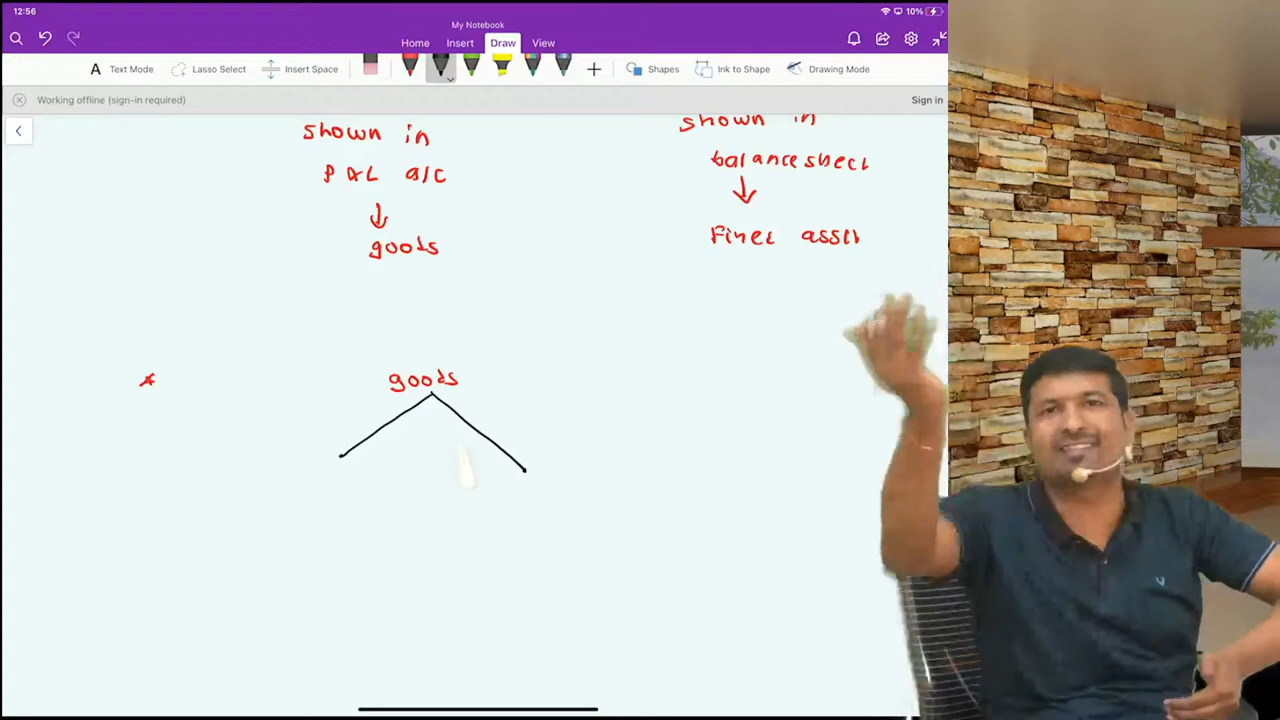 12:56
My Notebook
10%
Home Insert Draw View
Text Mode Lasso Select Insert Space Shapes Ink to Shape Drawing Mode
Working offline (sign-in required) Sign in
shown in
P & L a/c
goods
shown in
balance sheet
Fixed asset
goods